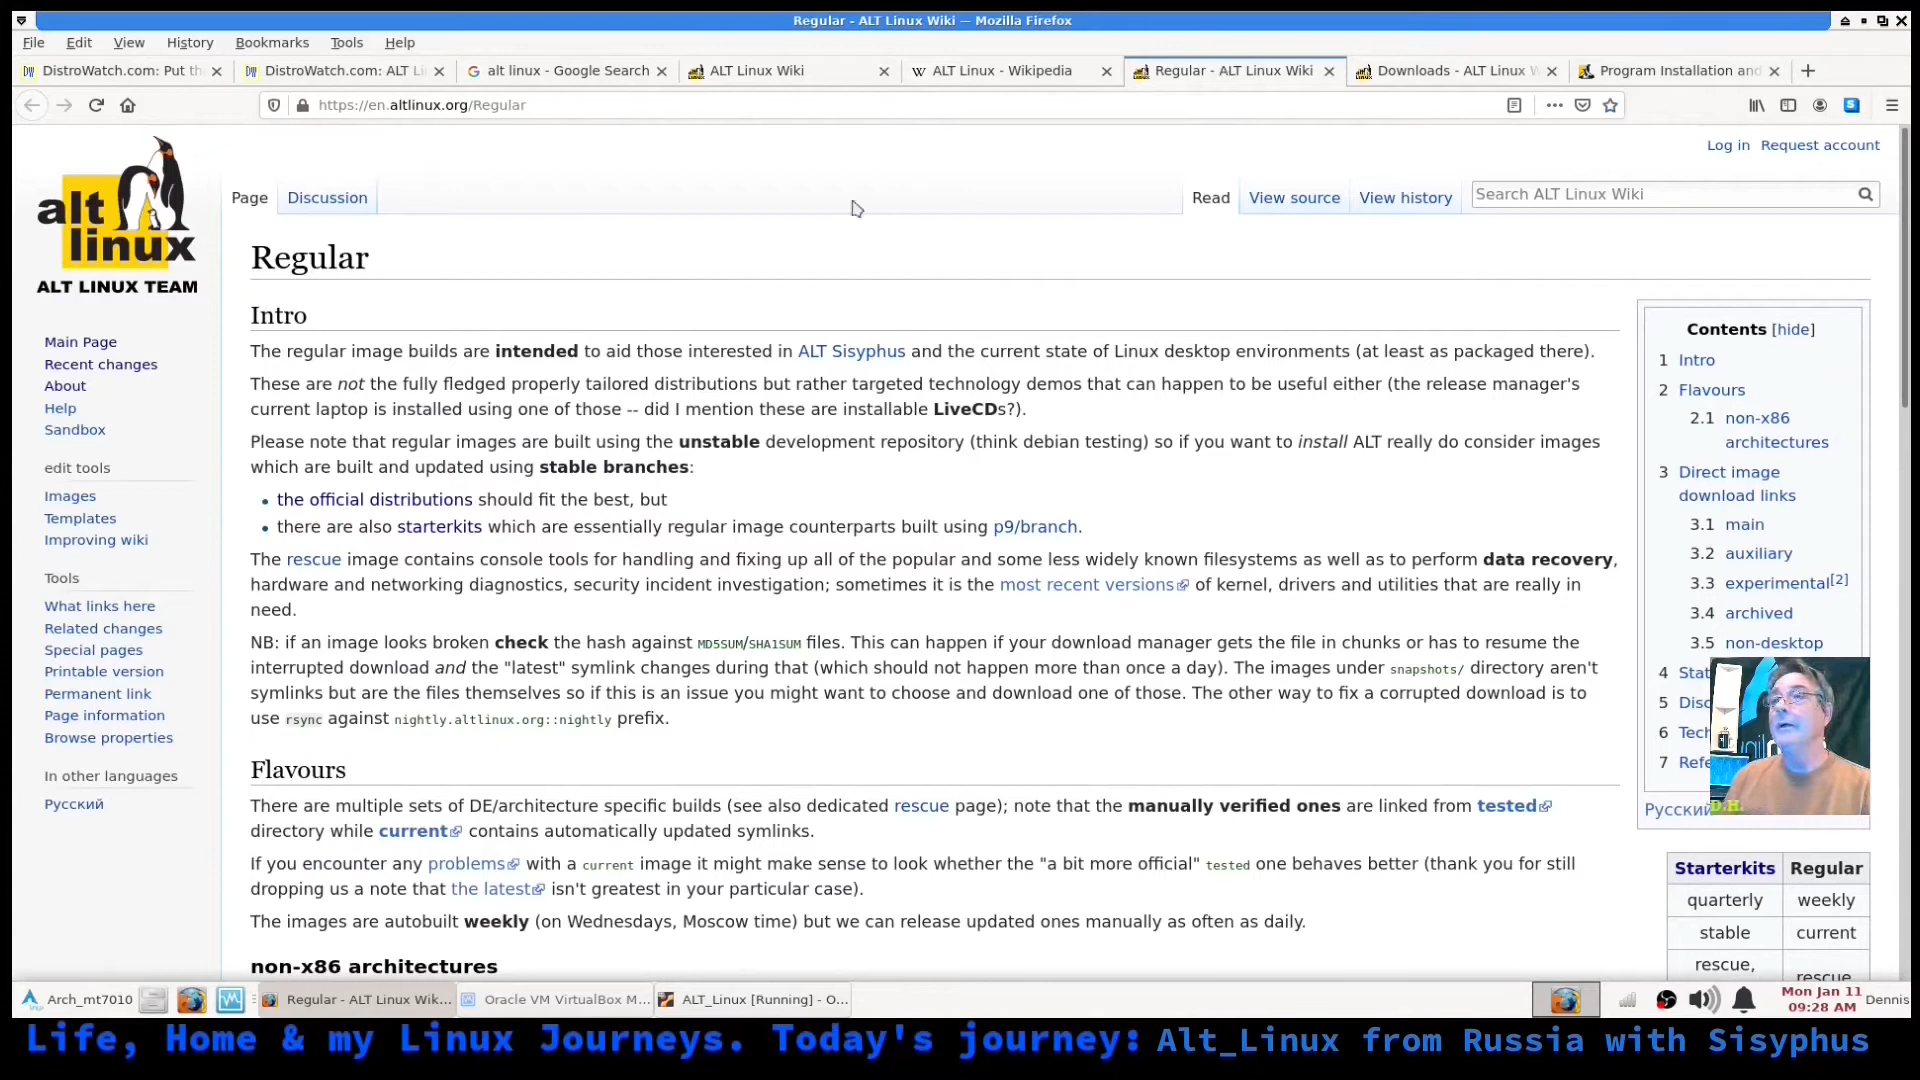 Regular - ALT Linux Wiki — Mozilla Firefox
File Edit View History Bookmarks Tools Help
DistroWatch.com: Put the
DistroWatch.com: ALT Li
alt linux - Google Search
ALT Linux Wiki
ALT Linux - Wikipedia
Regular - ALT Linux Wiki
Downloads - ALT Linux W
Program Installation and
https://en.altlinux.org/Regular
Log in Request account
alt linux
ALT LINUX TEAM
Page Discussion
Read View source View history
Search ALT Linux Wiki
Main Page
Recent changes
About
Help
Sandbox
edit tools
Images
Templates
Improving wiki
Tools
What links here
Related changes
Special pages
Printable version
Permanent link
Page information
Browse properties
In other languages
Русский
Regular
Intro
The regular image builds are intended to aid those interested in ALT Sisyphus and the current state of Linux desktop environments (at least as packaged there).
These are not the fully fledged properly tailored distributions but rather targeted technology demos that can happen to be useful either (the release manager's
current laptop is installed using one of those -- did I mention these are installable LiveCDs?).
Please note that regular images are built using the unstable development repository (think debian testing) so if you want to install ALT really do consider images
which are built and updated using stable branches:
• the official distributions should fit the best, but
• there are also starterkits which are essentially regular image counterparts built using p9/branch.
The rescue image contains console tools for handling and fixing up all of the popular and some less widely known filesystems as well as to perform data recovery,
hardware and networking diagnostics, security incident investigation; sometimes it is the most recent versions of kernel, drivers and utilities that are really in
need.
NB: if an image looks broken check the hash against MD5SUM/SHA1SUM files. This can happen if your download manager gets the file in chunks or has to resume the
interrupted download and the "latest" symlink changes during that (which should not happen more than once a day). The images under snapshots/ directory aren't
symlinks but are the files themselves so if this is an issue you might want to choose and download one of those. The other way to fix a corrupted download is to
use rsync against nightly.altlinux.org::nightly prefix.
Flavours
There are multiple sets of DE/architecture specific builds (see also dedicated rescue page); note that the manually verified ones are linked from tested
directory while current contains automatically updated symlinks.
If you encounter any problems with a current image it might make sense to look whether the "a bit more official" tested one behaves better (thank you for still
dropping us a note that the latest isn't greatest in your particular case).
The images are autobuilt weekly (on Wednesdays, Moscow time) but we can release updated ones manually as often as daily.
non-x86 architectures
Contents [hide]
1 Intro
2 Flavours
2.1 non-x86
architectures
3 Direct image
download links
3.1 main
3.2 auxiliary
3.3 experimental[2]
3.4 archived
3.5 non-desktop
4 Stat
5 Disc
6 Tech
7 Refe
Русский
D.H.
Starterkits Regular
quarterly weekly
stable current
rescue, rescue
Arch_mt7010
Regular - ALT Linux Wik...
Oracle VM VirtualBox M...
ALT_Linux [Running] - O...
Mon Jan 11
09:28 AM
Dennis
Life, Home & my Linux Journeys. Today's journey: Alt_Linux from Russia with Sisyphus